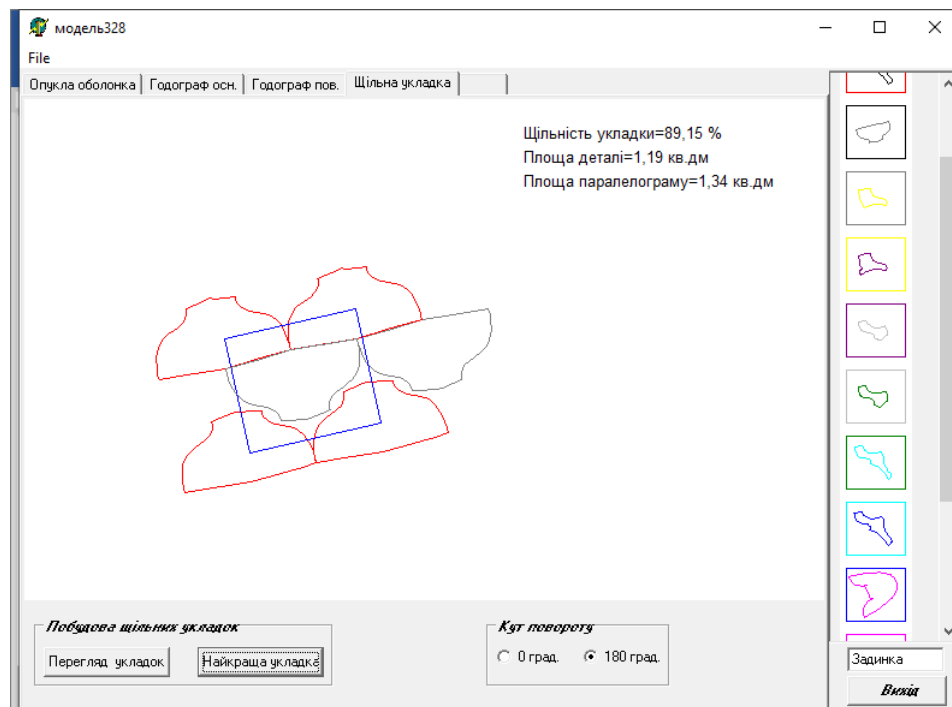 модель328
File
Опукла оболонка Годограф осн. Годограф пов. Щільна укладка
Щільність укладки=89,15 %
Площа деталі=1,19 кв.дм
Площа паралелограму=1,34 кв.дм
Побудова щільних укладок
Перегляд укладок Найкраща укладка
Кут повороту
0 град. 180 град.
Задинка
Вихід